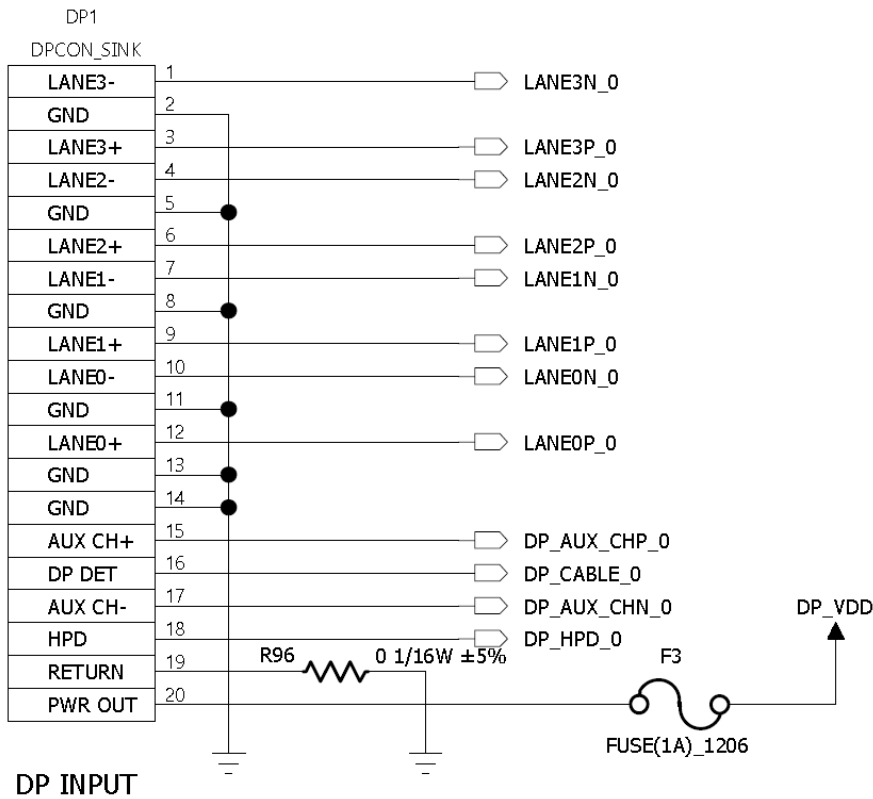 DP1
DPCON_SINK
LANE3- 1 LANE3N_0
GND 2
LANE3+ 3 LANE3P_0
LANE2- 4 LANE2N_0
GND 5
LANE2+ 6 LANE2P_0
LANE1- 7 LANE1N_0
GND 8
LANE1+ 9 LANE1P_0
LANE0- 10 LANE0N_0
GND 11
LANE0+ 12 LANE0P_0
GND 13
GND 14
AUX CH+ 15 DP_AUX_CHP_0
DP DET 16 DP_CABLE_0
AUX CH- 17 DP_AUX_CHN_0 DP_VDD
HPD 18 DP_HPD_0
R96 0 1/16W ±5% F3
RETURN 19
PWR OUT 20
FUSE(1A)_1206
DP INPUT